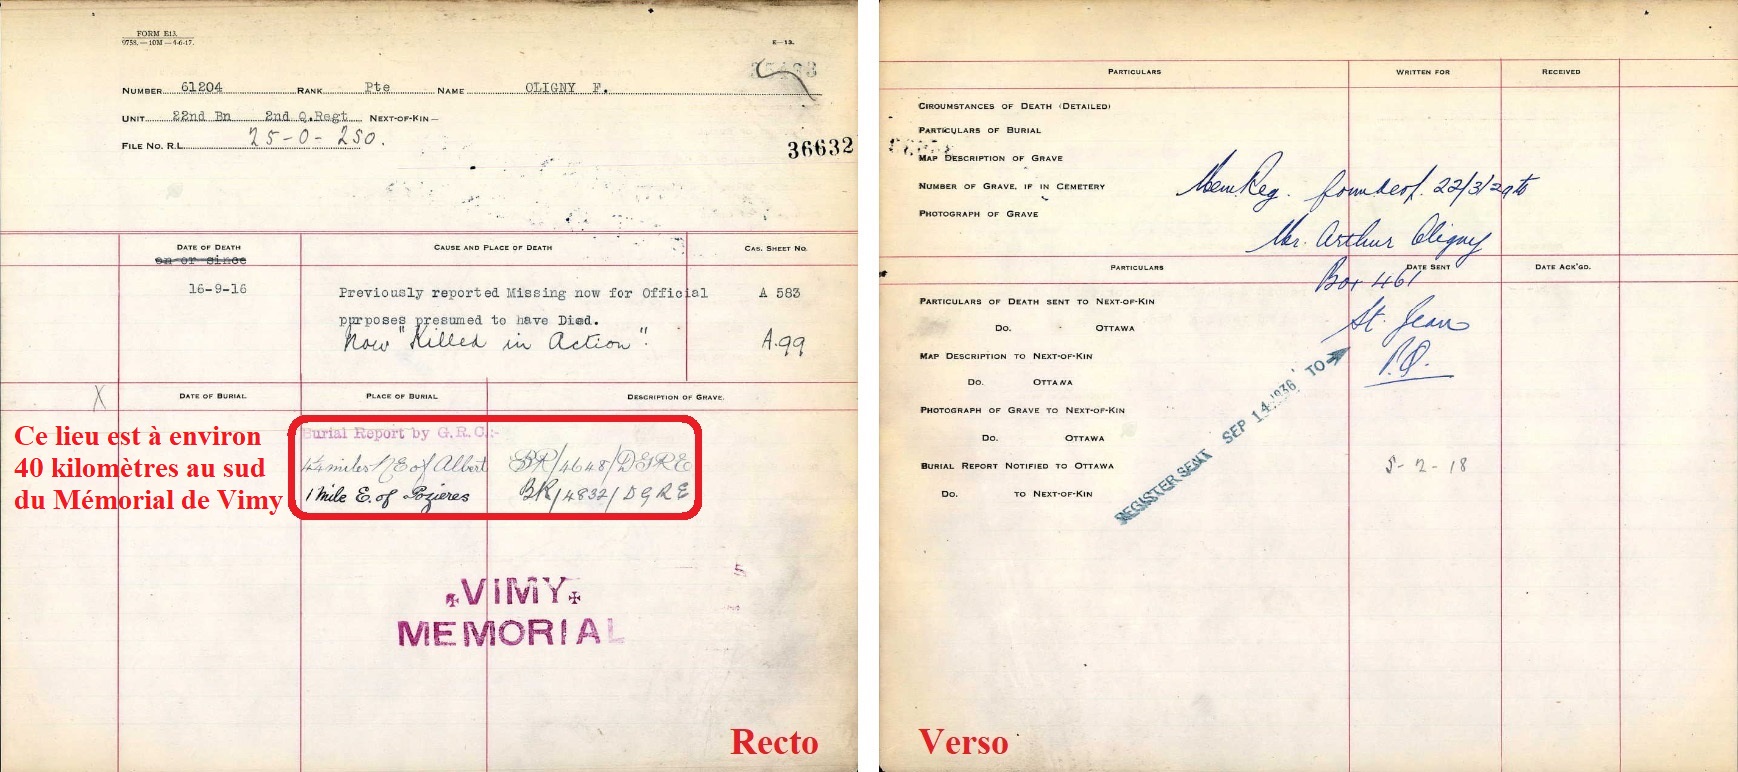 FORM E13.
9758.—10M—4-6-17.
E—13.
NUMBER 61204 RANK Pte NAME OLIGNY F.
UNIT 22nd Bn 2nd Q.Regt NEXT-OF-KIN—
FILE NO. R.L. 25-0-250.
36632
DATE OF DEATH CAUSE AND PLACE OF DEATH CAS. SHEET NO.
on or since
16-9-16 Previously reported Missing now for Official A 583
purposes presumed to have Died.
Now "Killed in Action". A.99
X DATE OF BURIAL PLACE OF BURIAL DESCRIPTION OF GRAVE.
Burial Report by G.R.C.:-
miles NE of Albert BR/4648/DGRE
1 Mile E. of Pozieres BR/4832/DGRE
Ce lieu est à environ
40 kilomètres au sud
du Mémorial de Vimy
VIMY
MEMORIAL
Recto
PARTICULARS WRITTEN FOR RECEIVED
CIRCUMSTANCES OF DEATH (DETAILED)
PARTICULARS OF BURIAL
MAP DESCRIPTION OF GRAVE
NUMBER OF GRAVE, IF IN CEMETERY Mem Reg. 22/3/29 to
PHOTOGRAPH OF GRAVE
Mr. Arthur Oligny
PARTICULARS DATE SENT DATE ACK'GD.
Box 461
PARTICULARS OF DEATH SENT TO NEXT-OF-KIN
DO. OTTAWA St. Jean
MAP DESCRIPTION TO NEXT-OF-KIN P.Q.
DO. OTTAWA
PHOTOGRAPH OF GRAVE TO NEXT-OF-KIN
DO. OTTAWA
BURIAL REPORT NOTIFIED TO OTTAWA 5-2-18
DO. TO NEXT-OF-KIN
REGISTER SENT SEP 14 1936 TO
Verso